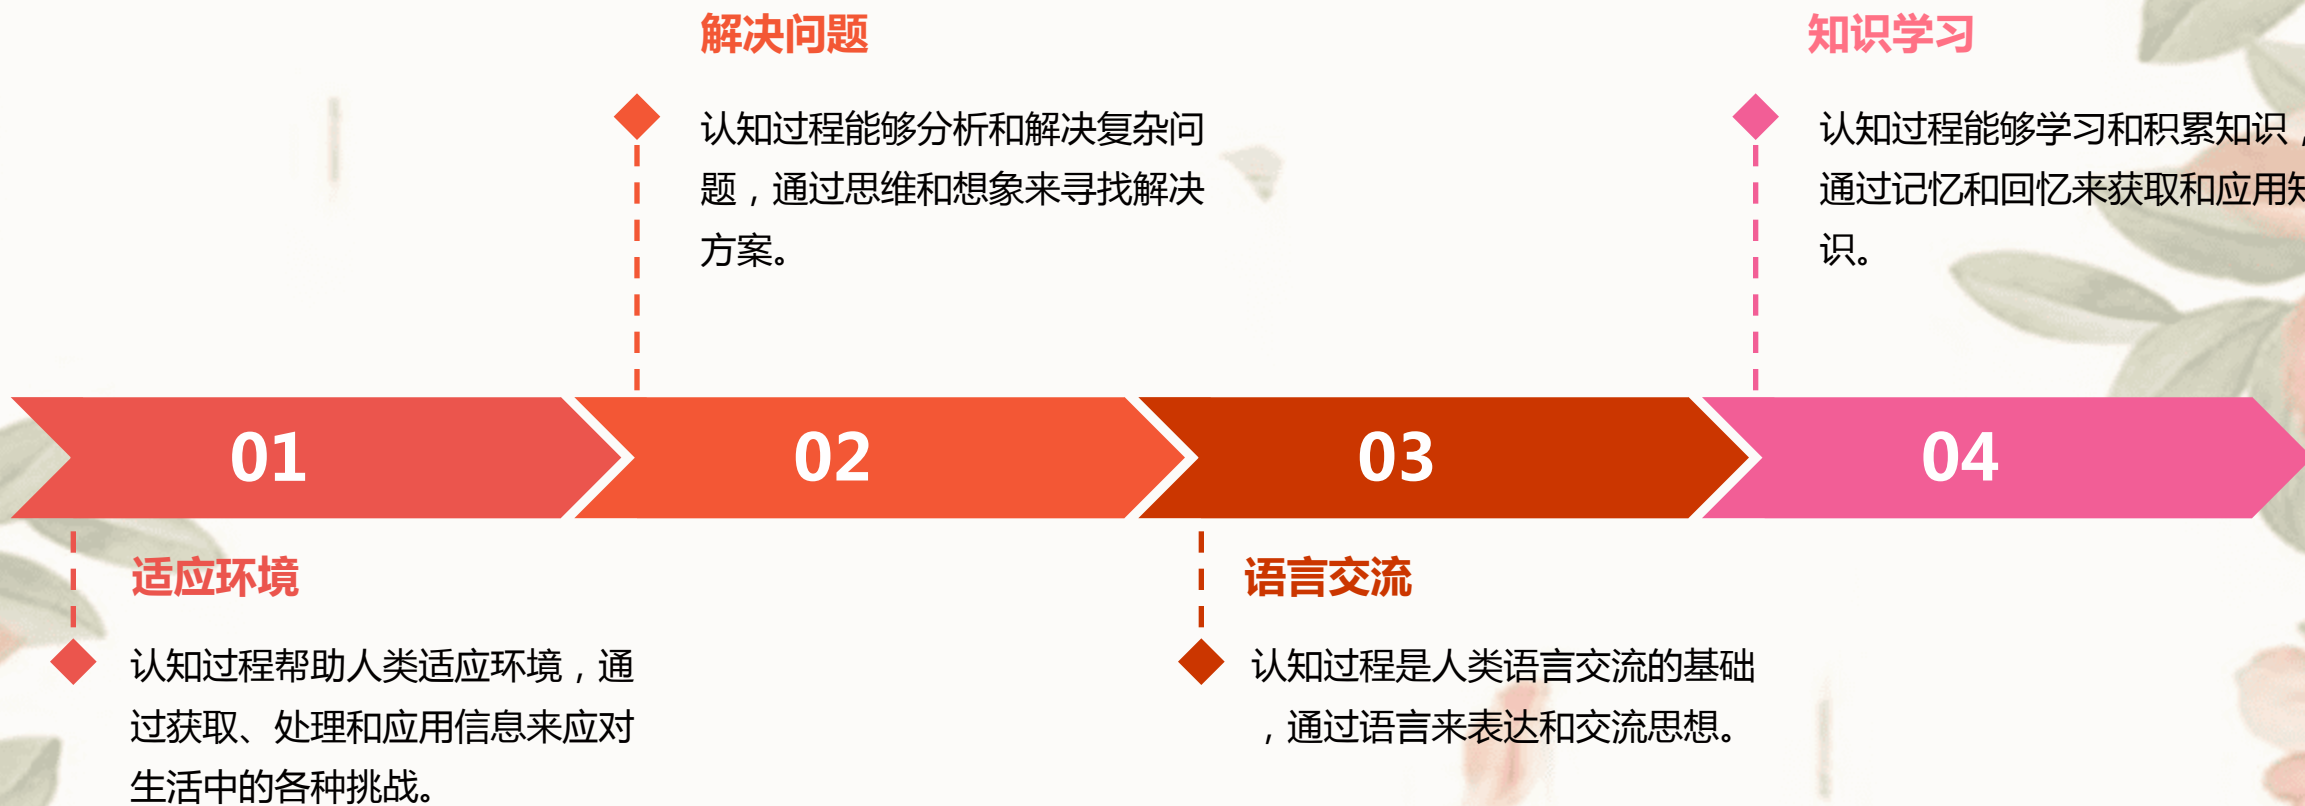 解决问题
认知过程能够分析和解决复杂问
题，通过思维和想象来寻找解决
方案。
知识学习
认知过程能够学习和积累知识，
通过记忆和回忆来获取和应用知
识。
01
02
03
04
适应环境
认知过程帮助人类适应环境，通
过获取、处理和应用信息来应对
生活中的各种挑战。
语言交流
认知过程是人类语言交流的基础
，通过语言来表达和交流思想。